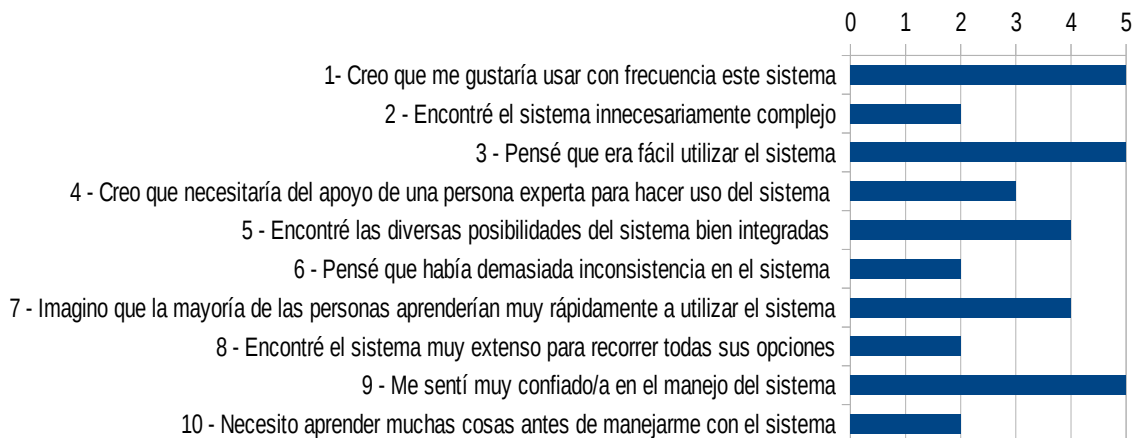 0 1 2 3 4 5
1- Creo que me gustaría usar con frecuencia este sistema
2 - Encontré el sistema innecesariamente complejo
3 - Pensé que era fácil utilizar el sistema
4 - Creo que necesitaría del apoyo de una persona experta para hacer uso del sistema
5 - Encontré las diversas posibilidades del sistema bien integradas
6 - Pensé que había demasiada inconsistencia en el sistema
7 - Imagino que la mayoría de las personas aprenderían muy rápidamente a utilizar el sistema
8 - Encontré el sistema muy extenso para recorrer todas sus opciones
9 - Me sentí muy confiado/a en el manejo del sistema
10 - Necesito aprender muchas cosas antes de manejarme con el sistema